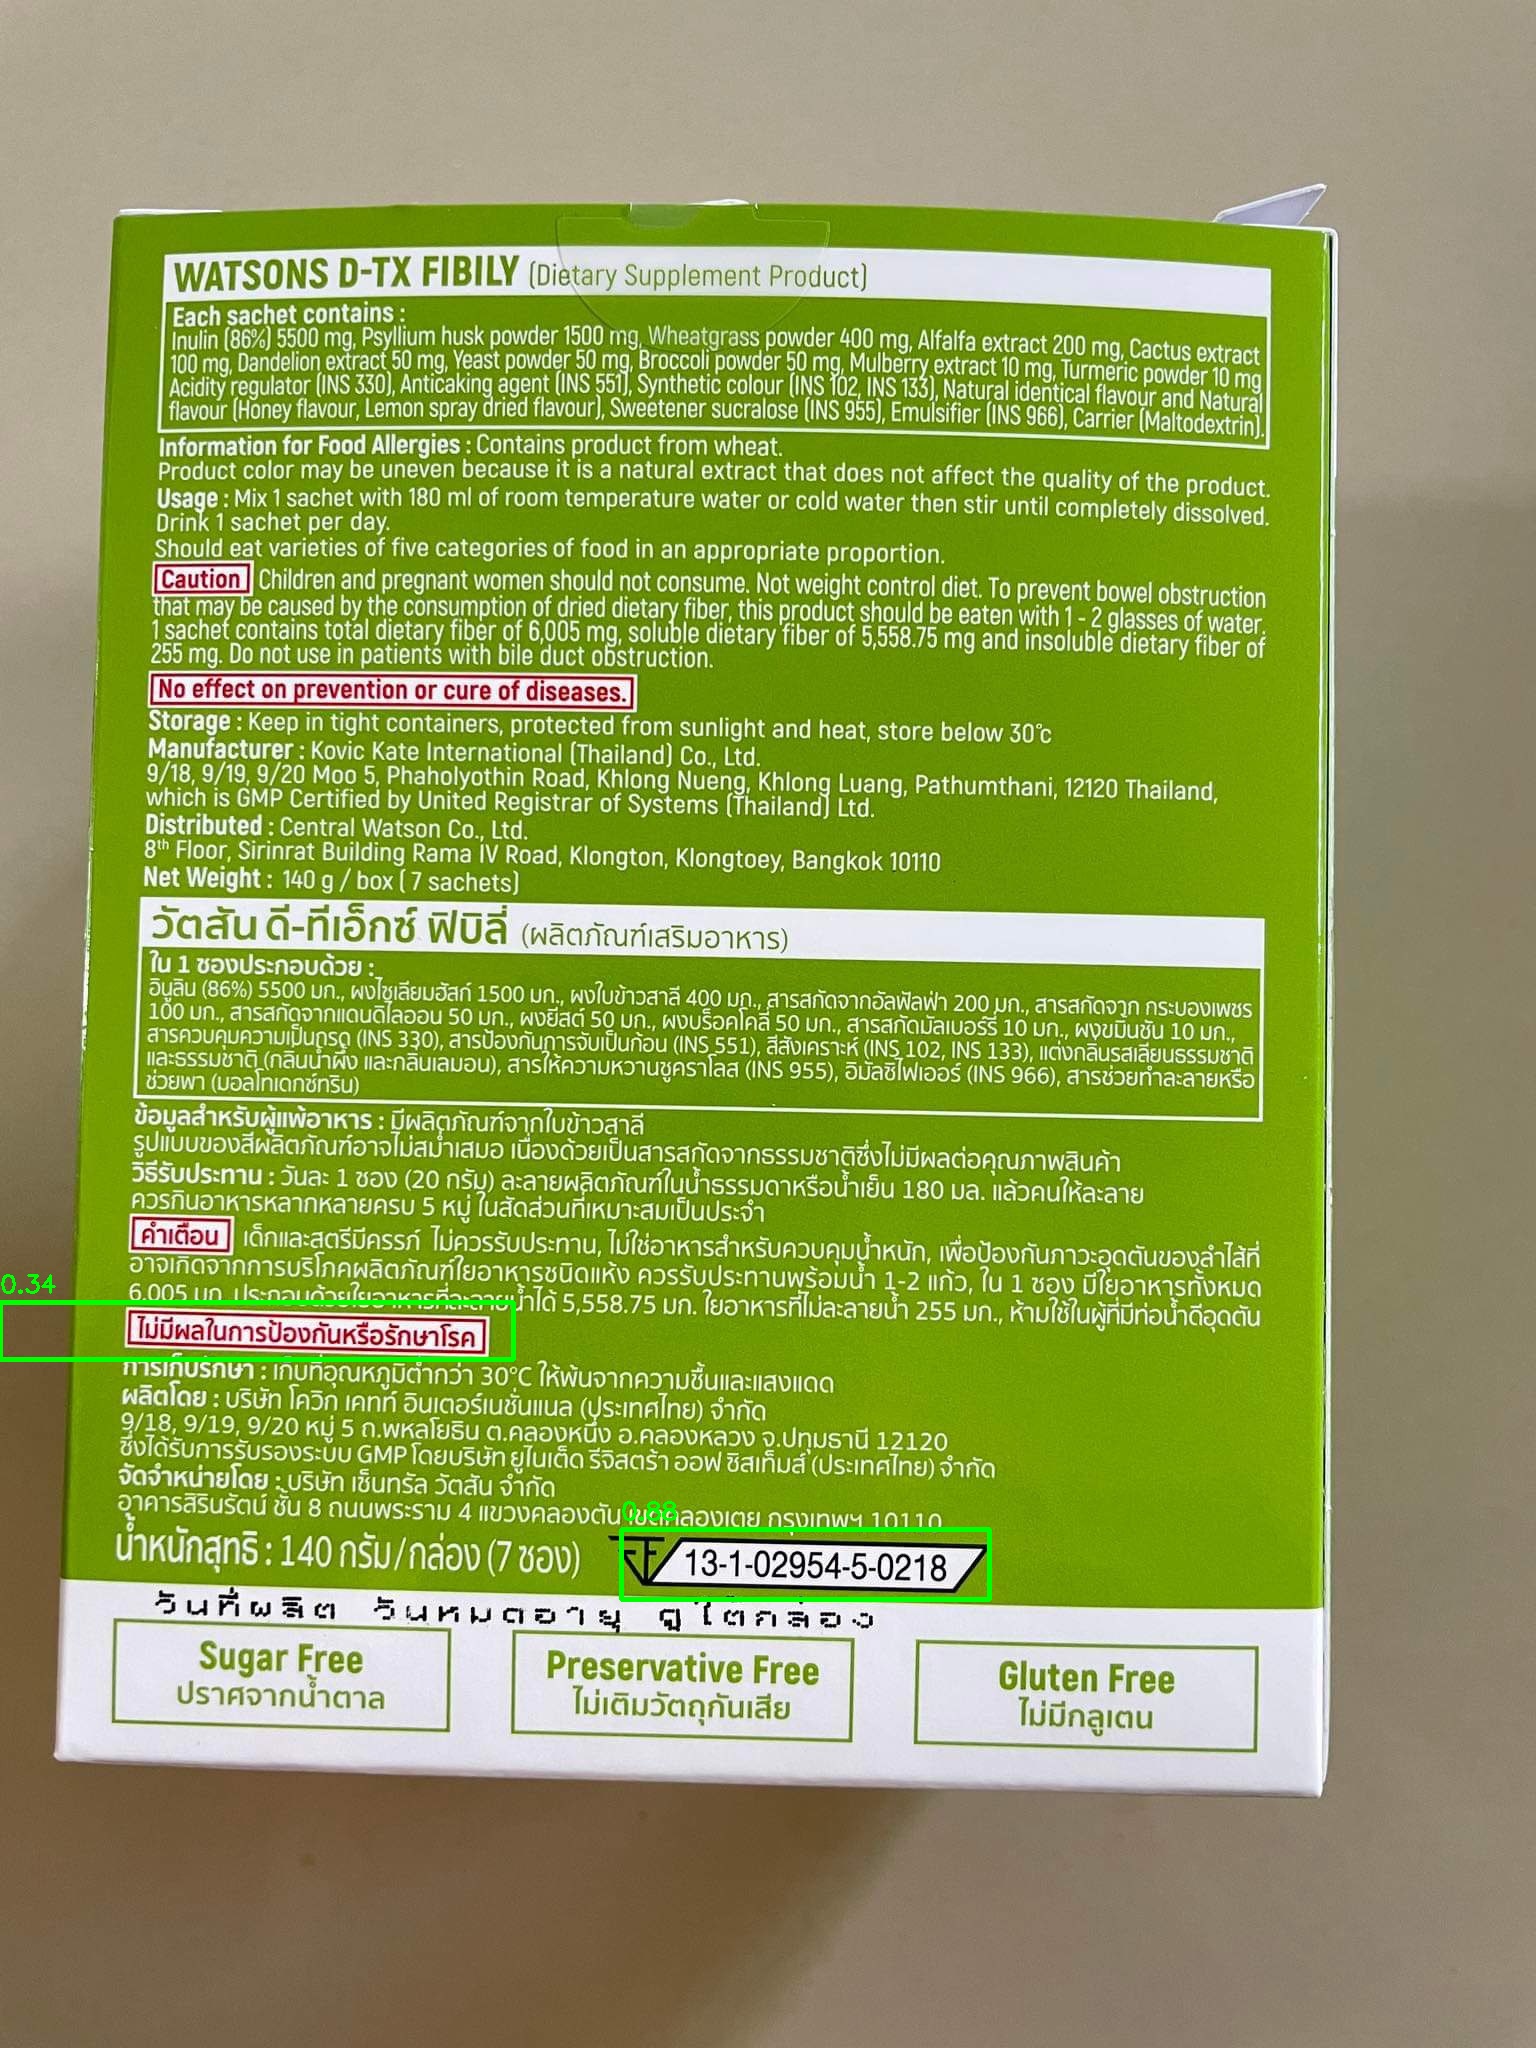 WATSONS D-TX FIBILY (Dietary Supplement Product)
Each sachet contains :
Inulin (86%) 5500 mg, Psyllium husk powder 1500 mg, Wheatgrass powder 400 mg, Alfalfa extract 200 mg, Cactus extract
100 mg, Dandelion extract 50 mg, Yeast powder 50 mg, Broccoli powder 50 mg, Mulberry extract 10 mg, Turmeric powder 10 mg
Acidity regulator (INS 330), Anticaking agent (INS 551), Synthetic colour (INS 102, INS 133), Natural identical flavour and Natural
flavour (Honey flavour, Lemon spray dried flavour), Sweetener sucralose (INS 955), Emulsifier (INS 966), Carrier (Maltodextrin).
Information for Food Allergies : Contains product from wheat.
Product color may be uneven because it is a natural extract that does not affect the quality of the product.
Usage : Mix 1 sachet with 180 ml of room temperature water or cold water then stir until completely dissolved.
Drink 1 sachet per day.
Should eat varieties of five categories of food in an appropriate proportion.
Caution Children and pregnant women should not consume. Not weight control diet. To prevent bowel obstruction
that may be caused by the consumption of dried dietary fiber, this product should be eaten with 1 - 2 glasses of water.
1 sachet contains total dietary fiber of 6,005 mg, soluble dietary fiber of 5,558.75 mg and insoluble dietary fiber of
255 mg. Do not use in patients with bile duct obstruction.
No effect on prevention or cure of diseases.
Storage : Keep in tight containers, protected from sunlight and heat, store below 30°c
Manufacturer : Kovic Kate International (Thailand) Co., Ltd.
9/18, 9/19, 9/20 Moo 5, Phaholyothin Road, Khlong Nueng, Khlong Luang, Pathumthani, 12120 Thailand,
which is GMP Certified by United Registrar of Systems (Thailand) Ltd.
Distributed : Central Watson Co., Ltd.
8th Floor, Sirinrat Building Rama IV Road, Klongton, Klongtoey, Bangkok 10110
Net Weight : 140 g / box ( 7 sachets)
วัตสัน ดี-ทีเอ็กซ์ ฟิบิลี่ (ผลิตภัณฑ์เสริมอาหาร)
ใน 1 ซองประกอบด้วย :
อินูลิน (86%) 5500 มก., ผงไซเลียมฮัสก์ 1500 มก., ผงใบข้าวสาลี 400 มก., สารสกัดจากอัลฟัลฟ่า 200 มก., สารสกัดจาก กระบองเพชร
100 มก., สารสกัดจากแดนดิไลออน 50 มก., ผงยีสต์ 50 มก., ผงบร็อคโคลี่ 50 มก., สารสกัดมัลเบอร์รี่ 10 มก., ผงขมิ้นชัน 10 มก.,
สารควบคุมความเป็นกรด (INS 330), สารป้องกันการจับเป็นก้อน (INS 551), สีสังเคราะห์ (INS 102, INS 133), แต่งกลิ่นรสเลียนธรรมชาติ
และธรรมชาติ (กลิ่นน้ำผึ้ง และกลิ่นเลมอน), สารให้ความหวานซูคราโลส (INS 955), อิมัลซิไฟเออร์ (INS 966), สารช่วยทำละลายหรือ
ช่วยพา (มอลโทเดกซ์ทริน)
ข้อมูลสำหรับผู้แพ้อาหาร : มีผลิตภัณฑ์จากใบข้าวสาลี
รูปแบบของสีผลิตภัณฑ์อาจไม่สม่ำเสมอ เนื่องด้วยเป็นสารสกัดจากธรรมชาติซึ่งไม่มีผลต่อคุณภาพสินค้า
วิธีรับประทาน : วันละ 1 ซอง (20 กรัม) ละลายผลิตภัณฑ์ในน้ำธรรมดาหรือน้ำเย็น 180 มล. แล้วคนให้ละลาย
ควรกินอาหารหลากหลายครบ 5 หมู่ ในสัดส่วนที่เหมาะสมเป็นประจำ
คำเตือน เด็กและสตรีมีครรภ์ ไม่ควรรับประทาน, ไม่ใช่อาหารสำหรับควบคุมน้ำหนัก, เพื่อป้องกันภาวะอุดตันของลำไส้ที่
อาจเกิดจากการบริโภคผลิตภัณฑ์ใยอาหารชนิดแห้ง ควรรับประทานพร้อมน้ำ 1-2 แก้ว, ใน 1 ซอง มีใยอาหารทั้งหมด
6,005 มก. ประกอบด้วยใยอาหารที่ละลายน้ำได้ 5,558.75 มก. ใยอาหารที่ไม่ละลายน้ำ 255 มก., ห้ามใช้ในผู้ที่มีท่อน้ำดีอุดตัน
0.34
ไม่มีผลในการป้องกันหรือรักษาโรค
การเก็บรักษา : เก็บที่อุณหภูมิต่ำกว่า 30°C ให้พ้นจากความชื้นและแสงแดด
ผลิตโดย : บริษัท โควิก เคทท์ อินเตอร์เนชั่นแนล (ประเทศไทย) จำกัด
9/18, 9/19, 9/20 หมู่ 5 ถ.พหลโยธิน ต.คลองหนึ่ง อ.คลองหลวง จ.ปทุมธานี 12120
ซึ่งได้รับการรับรองระบบ GMP โดยบริษัท ยูไนเต็ด รีจิสตร้า ออฟ ซิสเท็มส์ (ประเทศไทย) จำกัด
จัดจำหน่ายโดย : บริษัท เซ็นทรัล วัตสัน จำกัด
อาคารสิรินรัตน์ ชั้น 8 ถนนพระราม 4 แขวงคลองตัน เขตคลองเตย กรุงเทพฯ 10110
0.88
น้ำหนักสุทธิ : 140 กรัม/กล่อง (7 ซอง) 13-1-02954-5-0218
วันที่ผลิต วันหมดอายุ ดูใต้กล่อง
Sugar Free
ปราศจากน้ำตาล
Preservative Free
ไม่เติมวัตถุกันเสีย
Gluten Free
ไม่มีกลูเตน